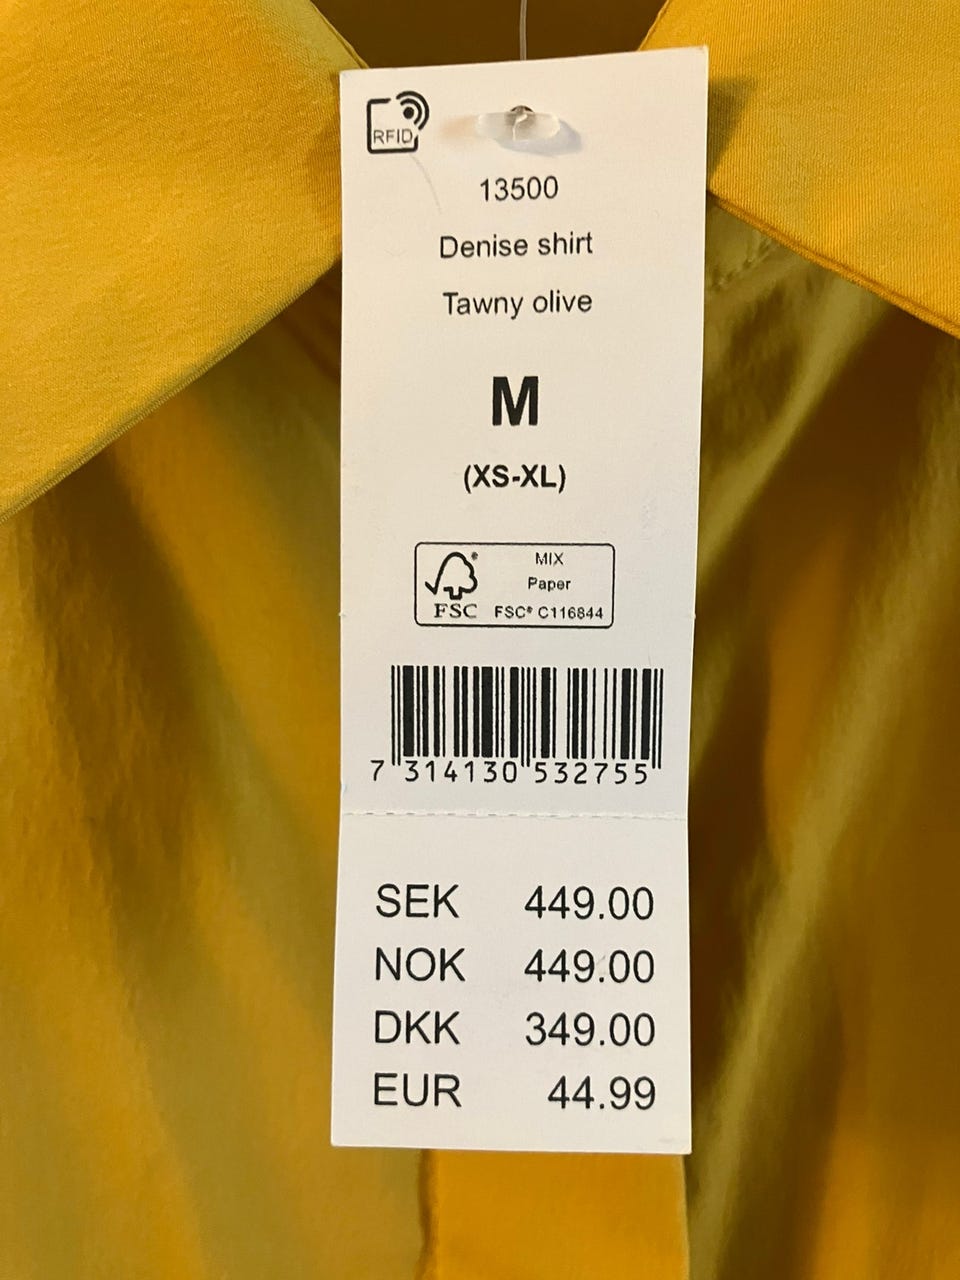 RFID
13500
Denise shirt
Tawny olive
M
(XS-XL)
MIX
Paper
FSC® C116844
FSC
7 314130 532755
SEK 449.00
NOK 449.00
DKK 349.00
EUR 44.99